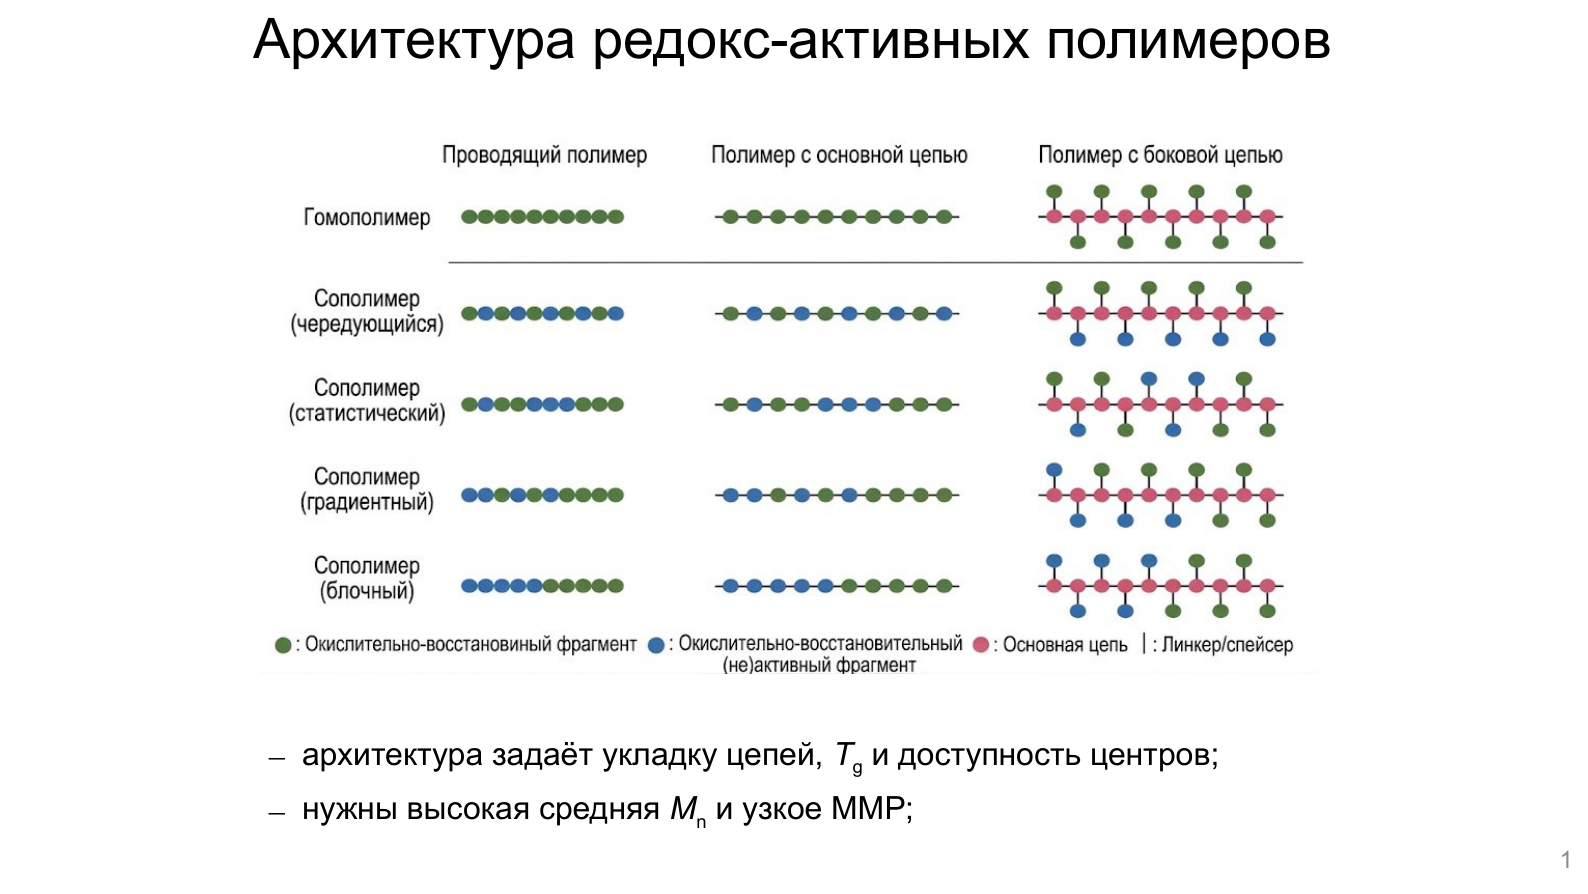 Архитектура редокс-активных полимеров
Проводящий полимер Полимер с основной цепью Полимер с боковой цепью
Гомополимер
Сополимер
(чередующийся)
Сополимер
(статистический)
Сополимер
(градиентный)
Сополимер
(блочный)
: Окислительно-восстановиный фрагмент : Окислительно-восстановительный
(не)активный фрагмент
: Основная цепь : Линкер/спейсер
– архитектура задаёт укладку цепей, Tg и доступность центров;
– нужны высокая средняя Mn и узкое ММР;
1